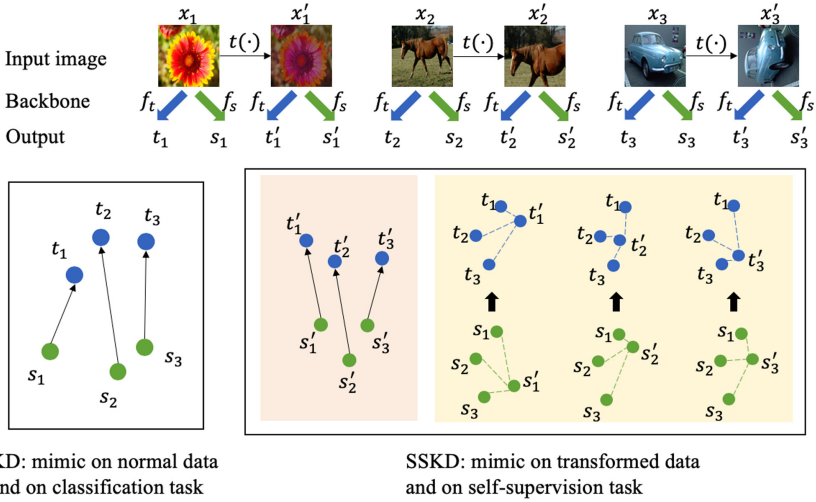 x₁ x₁′ x₂ x₂′ x₃ x₃′
Input image t(·) t(·) t(·)
Backbone fₜ fₛ fₜ fₛ fₜ fₛ fₜ fₛ fₜ fₛ fₜ fₛ
Output t₁ s₁ t₁′ s₁′ t₂ s₂ t₂′ s₂′ t₃ s₃ t₃′ s₃′
t₁ t₂ t₃
s₁ s₂ s₃
t₁′ t₂′ t₃′
s₁′ s₂′ s₃′
t₁ t₁′
t₂
t₃
s₁
s₂
s₁′
s₃
t₁
t₂ t₂′
t₃
s₁
s₂′
s₂
s₃
t₁
t₂
t₃ t₃′
s₁
s₂ s₃′
s₃
KD: mimic on normal data
and on classification task
SSKD: mimic on transformed data
and on self-supervision task